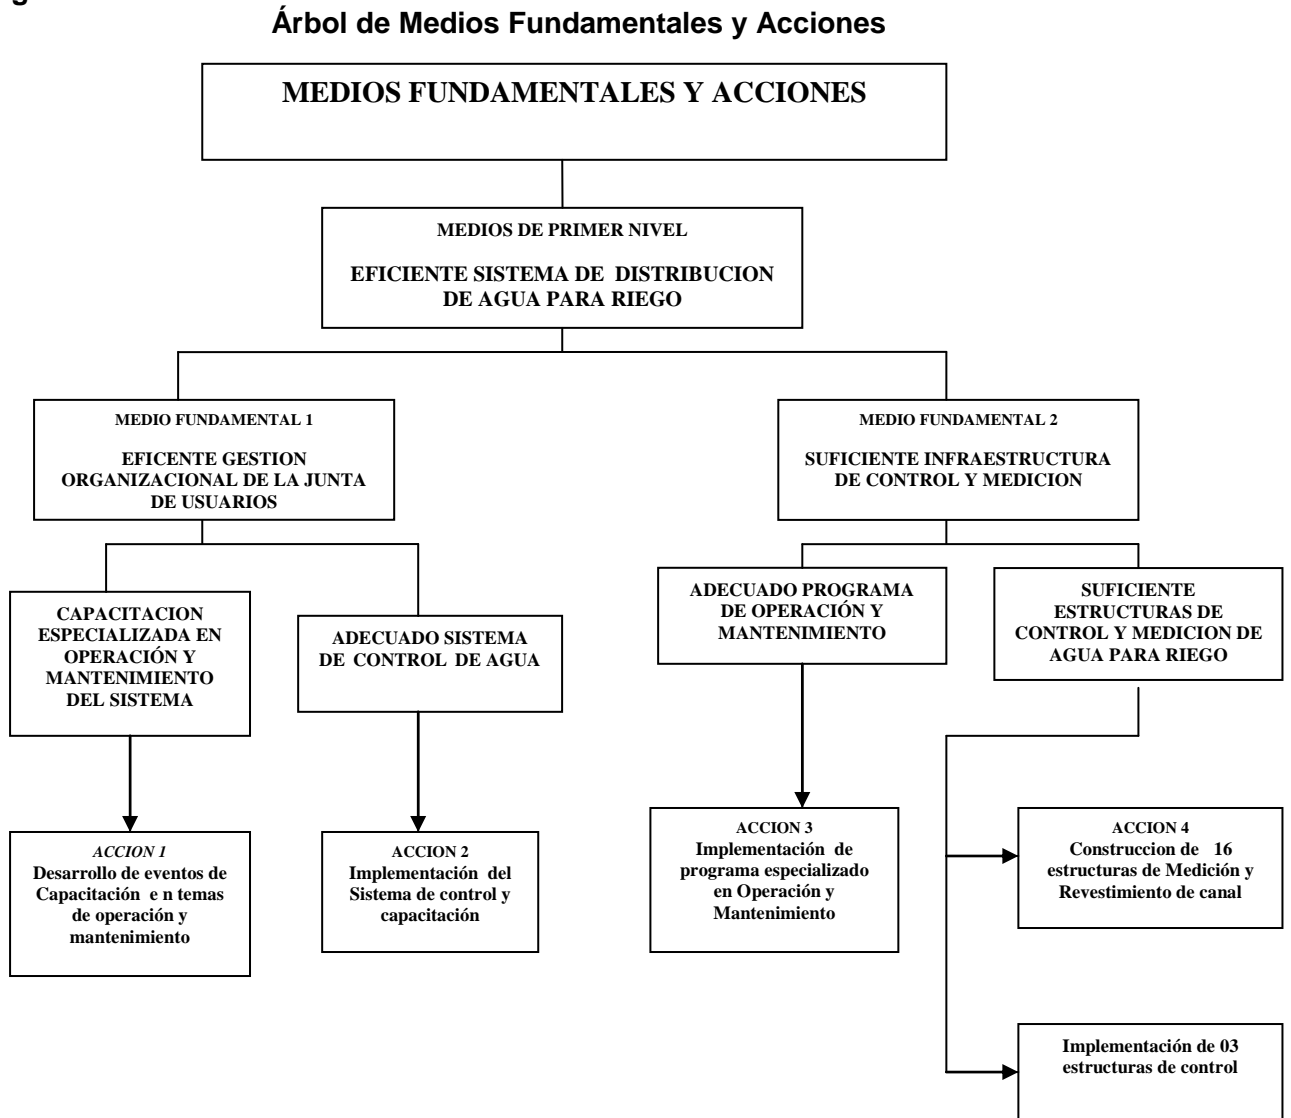 Árbol de Medios Fundamentales y Acciones
MEDIOS FUNDAMENTALES Y ACCIONES
MEDIOS DE PRIMER NIVEL
EFICIENTE SISTEMA DE DISTRIBUCION
DE AGUA PARA RIEGO
MEDIO FUNDAMENTAL 1
EFICENTE GESTION
ORGANIZACIONAL DE LA JUNTA
DE USUARIOS
MEDIO FUNDAMENTAL 2
SUFICIENTE INFRAESTRUCTURA
DE CONTROL Y MEDICION
CAPACITACION
ESPECIALIZADA EN
OPERACIÓN Y
MANTENIMIENTO
DEL SISTEMA
ADECUADO SISTEMA
DE CONTROL DE AGUA
ADECUADO PROGRAMA
DE OPERACIÓN Y
MANTENIMIENTO
SUFICIENTE
ESTRUCTURAS DE
CONTROL Y MEDICION DE
AGUA PARA RIEGO
ACCION 1
Desarrollo de eventos de
Capacitación e n temas
de operación y
mantenimiento
ACCION 2
Implementación del
Sistema de control y
capacitación
ACCION 3
Implementación de
programa especializado
en Operación y
Mantenimiento
ACCION 4
Construccion de 16
estructuras de Medición y
Revestimiento de canal
Implementación de 03
estructuras de control